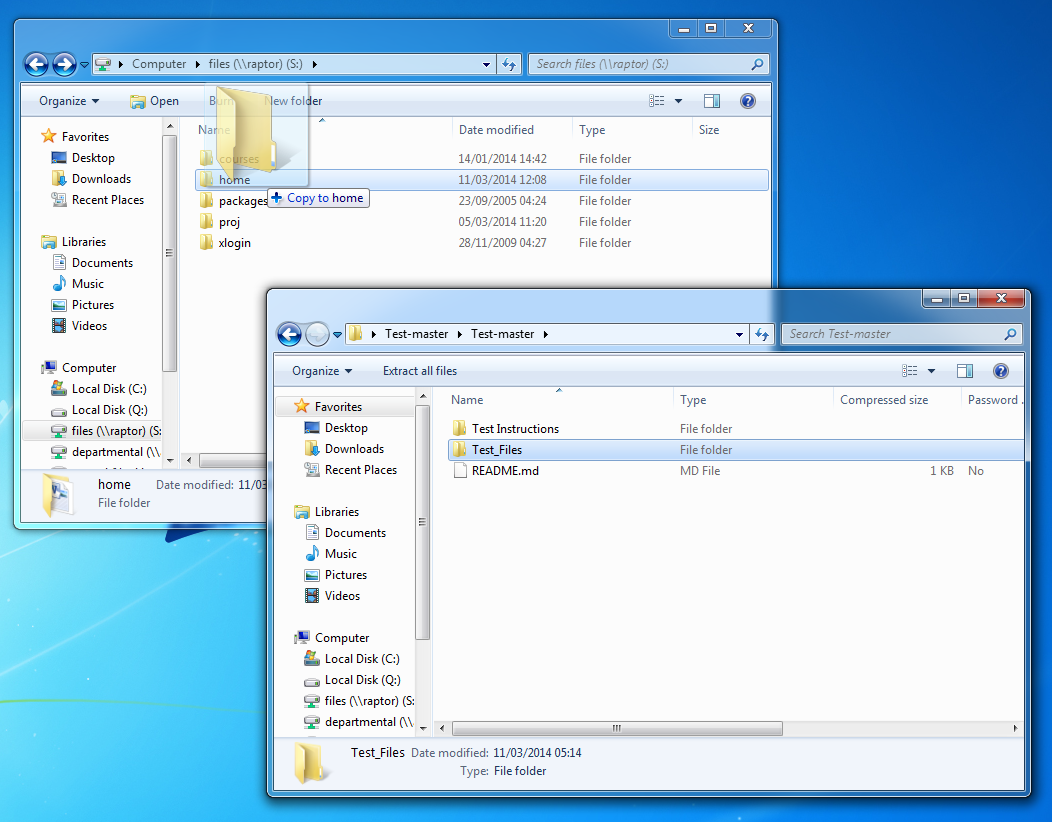 Computer files (\\raptor) (S:) Search files (\\raptor) (S:)
Organize Open Burn New folder
Name Date modified Type Size
courses 14/01/2014 14:42 File folder
home 11/03/2014 12:08 File folder
packages 23/09/2005 04:24 File folder
proj 05/03/2014 11:20 File folder
xlogin 28/11/2009 04:27 File folder
Copy to home
Favorites
Desktop
Downloads
Recent Places
Libraries
Documents
Music
Pictures
Videos
Computer
Local Disk (C:)
Local Disk (Q:)
files (\\raptor) (S:
departmental (\\
home Date modified: 11/03
File folder
Test-master Test-master Search Test-master
Organize Extract all files
Name Type Compressed size Password
Test Instructions File folder
Test_Files File folder
README.md MD File 1 KB No
Favorites
Desktop
Downloads
Recent Places
Libraries
Documents
Music
Pictures
Videos
Computer
Local Disk (C:)
Local Disk (Q:)
files (\\raptor) (S:
departmental (\\
Test_Files Date modified: 11/03/2014 05:14
Type: File folder